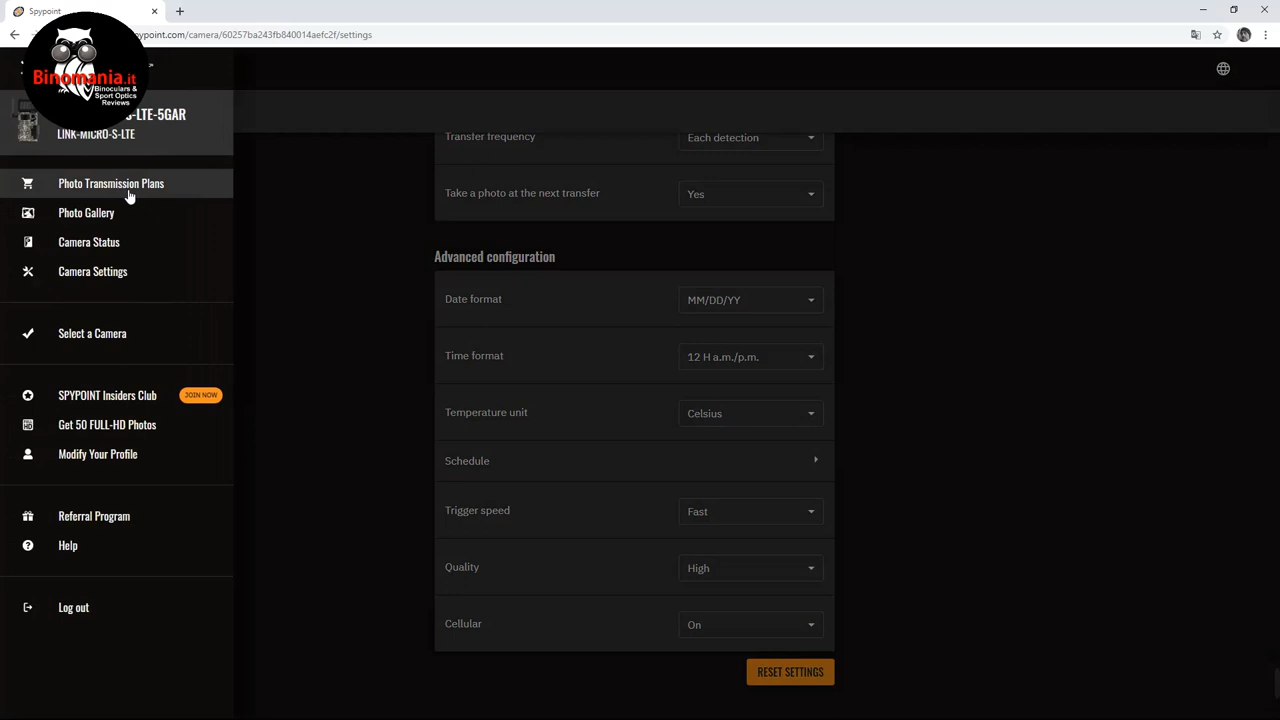 Spypoint
ypoint.com/camera/60257ba243fb840014aefc2f/settings
Binomania.it
Binoculars &
Sport Optics
Reviews
S-LTE-5GAR
LINK-MICRO-S-LTE
Photo Transmission Plans
Photo Gallery
Camera Status
Camera Settings
Select a Camera
SPYPOINT Insiders Club JOIN NOW
Get 50 FULL-HD Photos
Modify Your Profile
Referral Program
Help
Log out
Transfer frequency Each detection
Take a photo at the next transfer Yes
Advanced configuration
Date format MM/DD/YY
Time format 12 H a.m./p.m.
Temperature unit Celsius
Schedule
Trigger speed Fast
Quality High
Cellular On
RESET SETTINGS